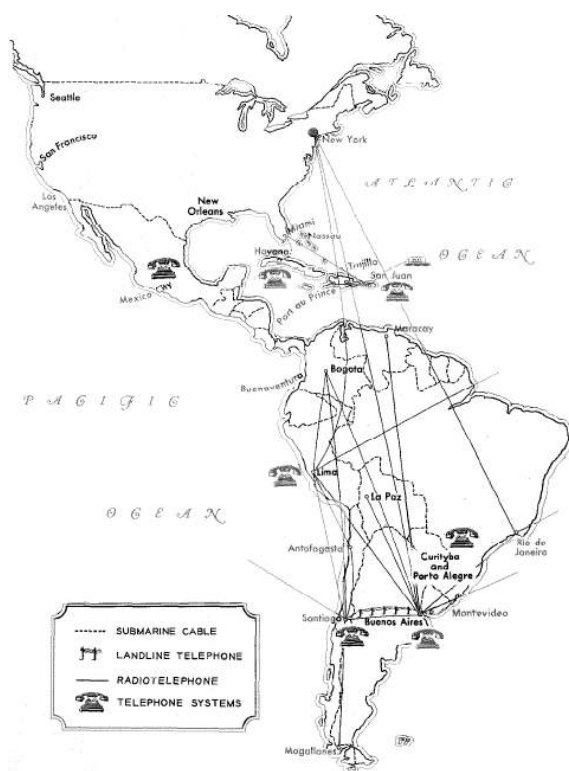 Seattle
San Francisco
Los
Angeles
New York
ATLANTIC
OCEAN
New
Orleans
Miami
Nassau
Havana
Trujillo
San Juan
Port au Prince
Mexico City
Maracay
Bogota
Buenaventura
PACIFIC
OCEAN
Lima
La Paz
Antofagasta
Rio de
Janeiro
Curityba
and
Porto Alegre
Santiago
Buenos Aires
Montevideo
Magallanes
SUBMARINE CABLE
LANDLINE TELEPHONE
RADIOTELEPHONE
TELEPHONE SYSTEMS